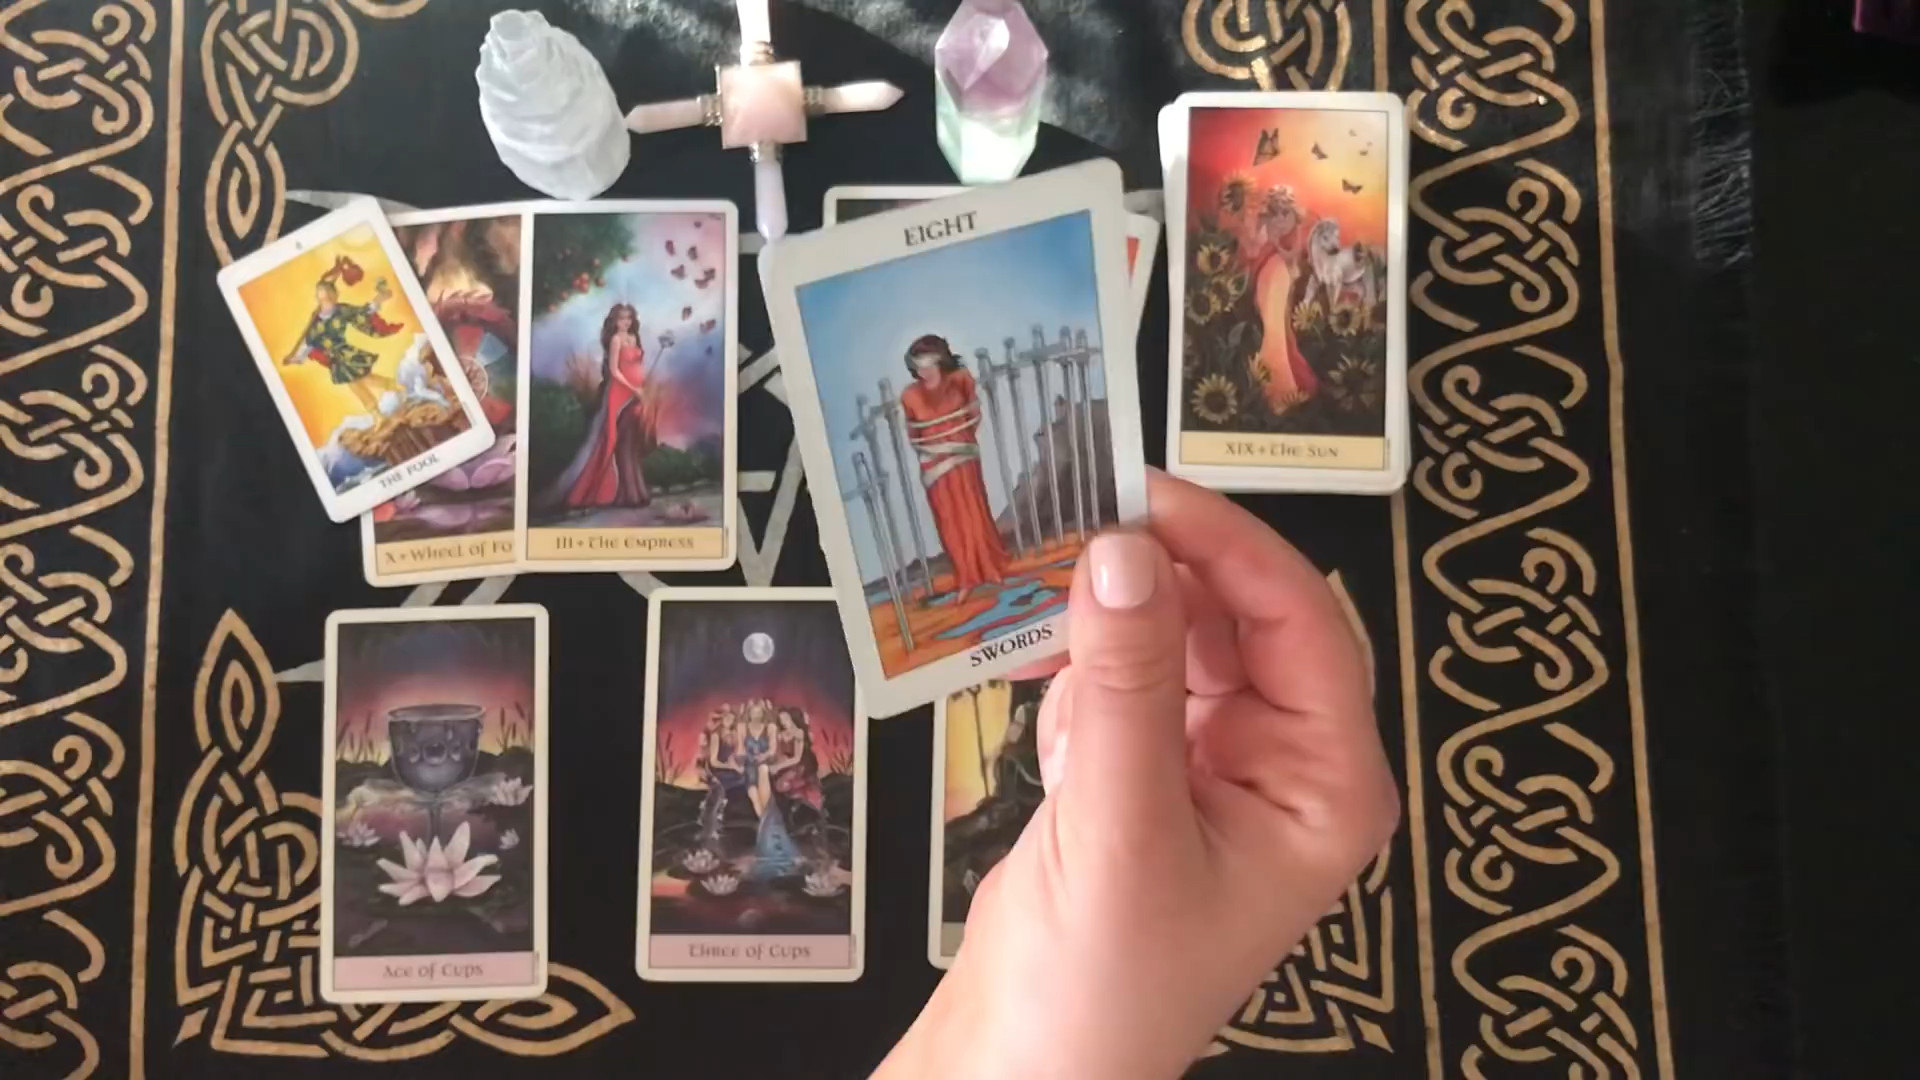 EIGHT
SWORDS
THE FOOL
X + Wheel of Fo
III + The Empress
XIX + The Sun
Ace of Cups
Three of Cups